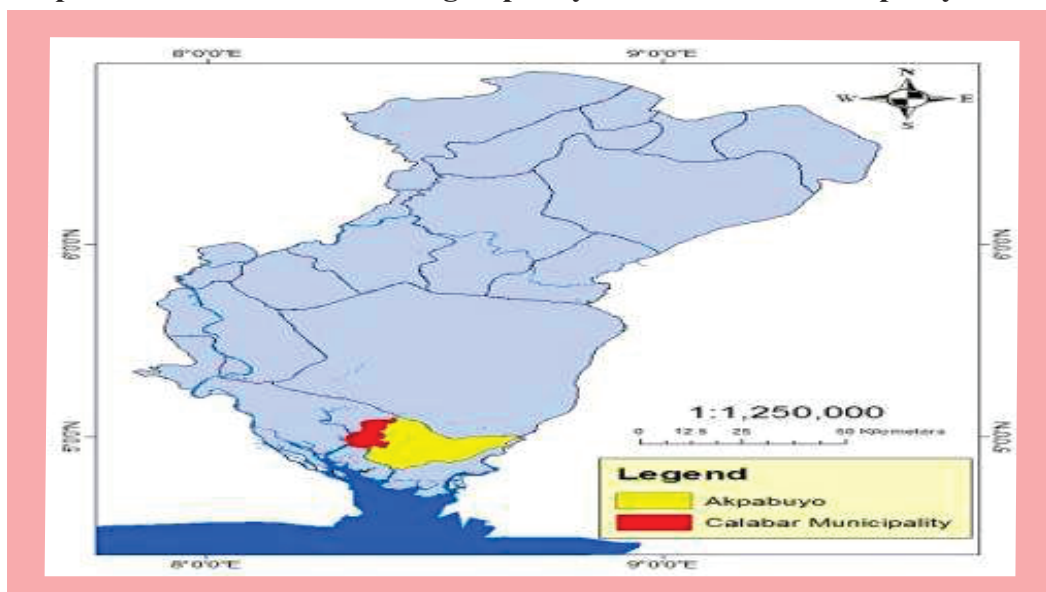 8°0'0"E 9°0'0"E
N
W E
S
6°0'0"N 6°0'0"N
1:1,250,000
0 12.5 25 50 Kilometers
5°0'0"N 5°0'0"N
Legend
Akpabuyo
Calabar Municipality
8°0'0"E 9°0'0"E